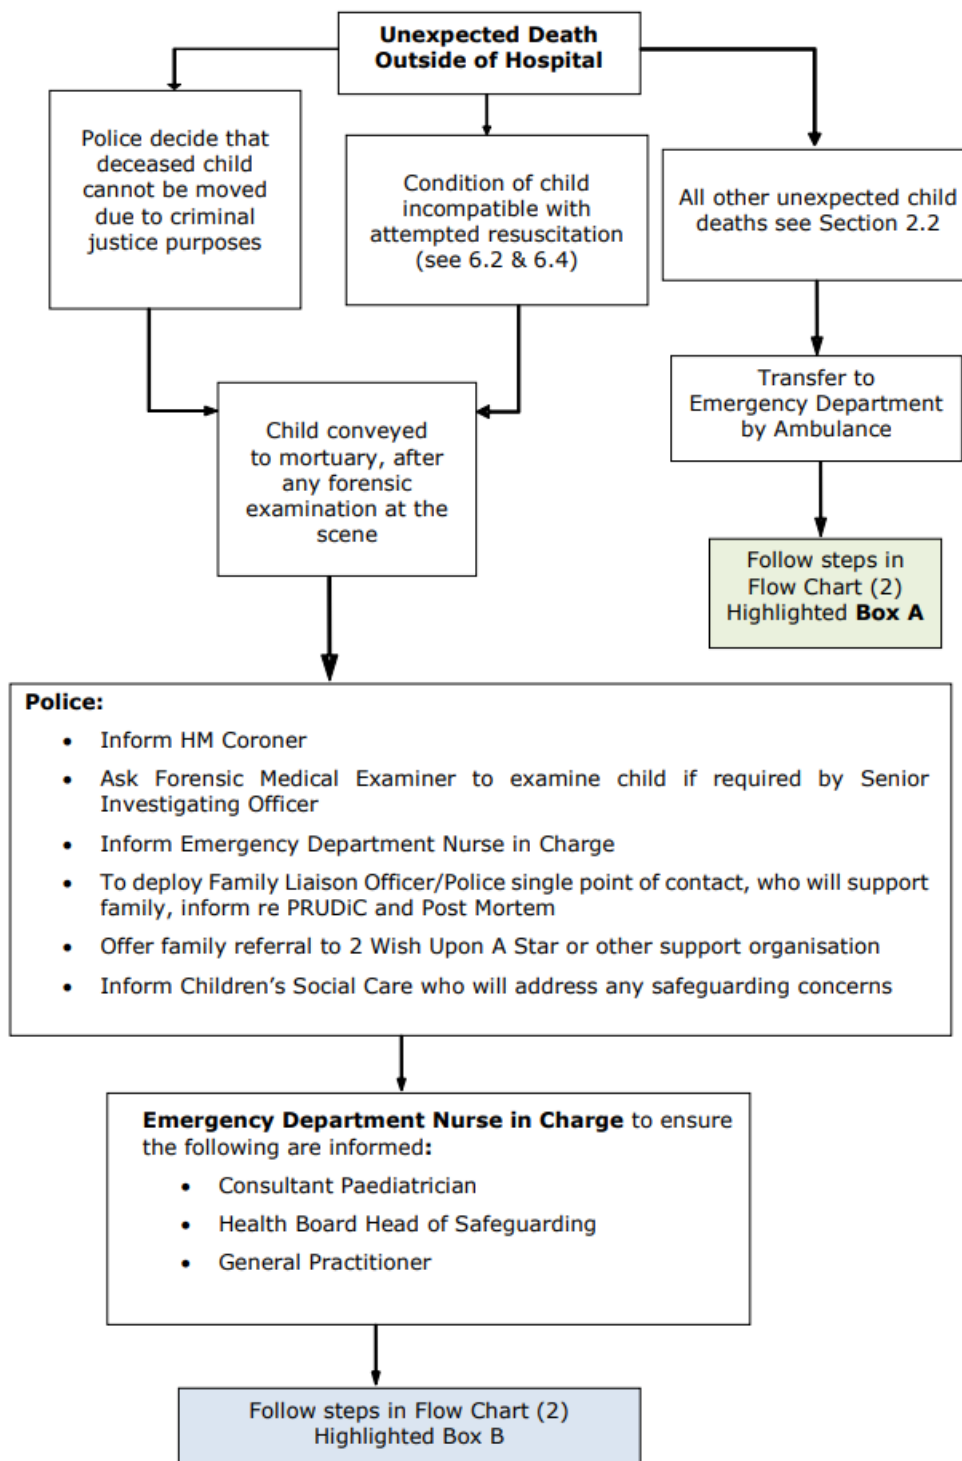 Unexpected Death
Outside of Hospital
Police decide that
deceased child
cannot be moved
due to criminal
justice purposes
Condition of child
incompatible with
attempted resuscitation
(see 6.2 & 6.4)
All other unexpected child
deaths see Section 2.2
Transfer to
Emergency Department
by Ambulance
Child conveyed
to mortuary, after
any forensic
examination at the
scene
Follow steps in
Flow Chart (2)
Highlighted Box A
Police:
• Inform HM Coroner
• Ask Forensic Medical Examiner to examine child if required by Senior
Investigating Officer
• Inform Emergency Department Nurse in Charge
• To deploy Family Liaison Officer/Police single point of contact, who will support
family, inform re PRUDiC and Post Mortem
• Offer family referral to 2 Wish Upon A Star or other support organisation
• Inform Children's Social Care who will address any safeguarding concerns
Emergency Department Nurse in Charge to ensure
the following are informed:
• Consultant Paediatrician
• Health Board Head of Safeguarding
• General Practitioner
Follow steps in Flow Chart (2)
Highlighted Box B